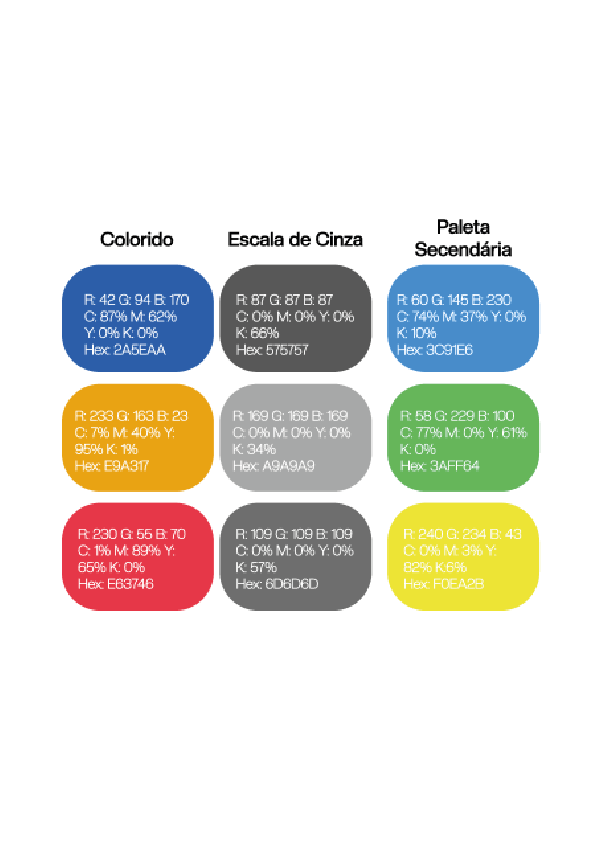 Colorido
R: 42 G: 94 B: 170
C: 87% M: 62%
Y: 0% K: 0%
Hex: 2A5EAA
R: 233 G: 163 B: 23
C: 7% M: 40% Y:
95% K: 1%
Hex: E9A317
R: 230 G: 55 B: 70
C: 1% M: 89% Y:
65% K: 0%
Hex: E63746
Escala de Cinza
R: 87 G: 87 B: 87
C: 0% M: 0% Y: 0%
K: 66%
Hex: 575757
R: 169 G: 169 B: 169
C: 0% M: 0% Y: 0%
K: 34%
Hex: A9A9A9
R: 109 G: 109 B: 109
C: 0% M: 0% Y: 0%
K: 57%
Hex: 6D6D6D
Paleta
Secendária
R: 60 G: 145 B: 230
C: 74% M: 37% Y: 0%
K: 10%
Hex: 3C91E6
R: 58 G: 229 B: 100
C: 77% M: 0% Y: 61%
K: 0%
Hex: 3AFF64
R: 240 G: 234 B: 43
C: 0% M: 3% Y:
82% K:6%
Hex: F0EA2B